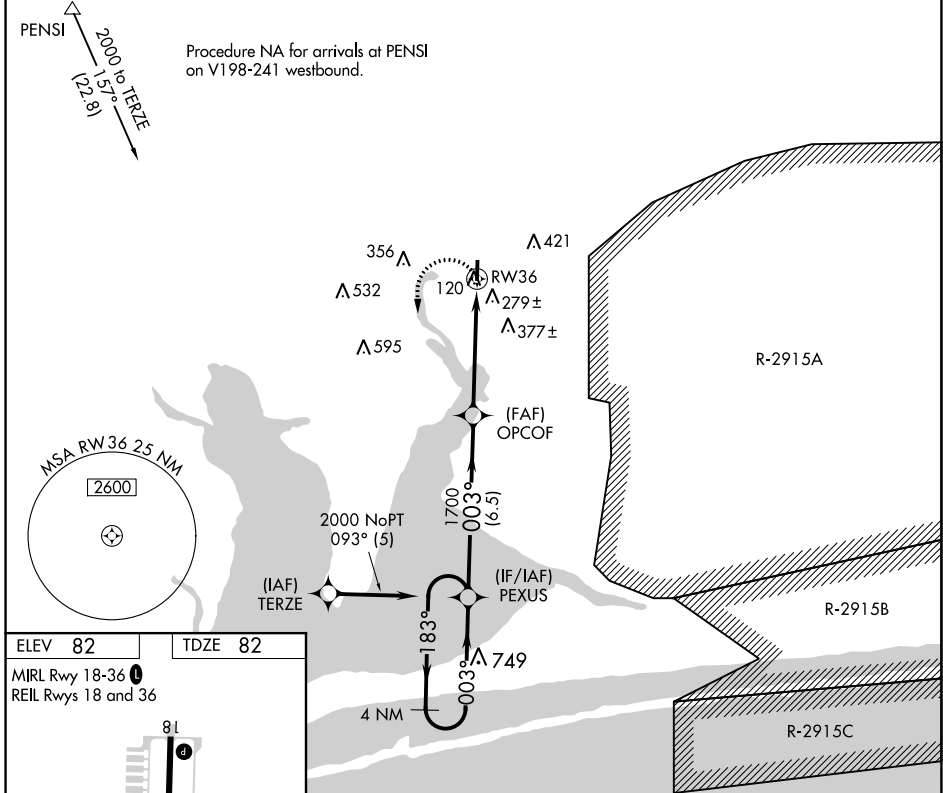 PENSI
2000 to TERZE
157°
(22.8)
Procedure NA for arrivals at PENSI
on V198-241 westbound.
421
356
RW36
120
279±
532
377±
595
R-2915A
(FAF)
OPCOF
MSA RW36 25 NM
2600
1700
003°
(6.5)
2000 NoPT
093° (5)
(IAF)
TERZE
(IF/IAF)
PEXUS
R-2915B
183°
003°
749
4 NM
R-2915C
ELEV 82
TDZE 82
MIRL Rwy 18-36 L
REIL Rwys 18 and 36
18
P